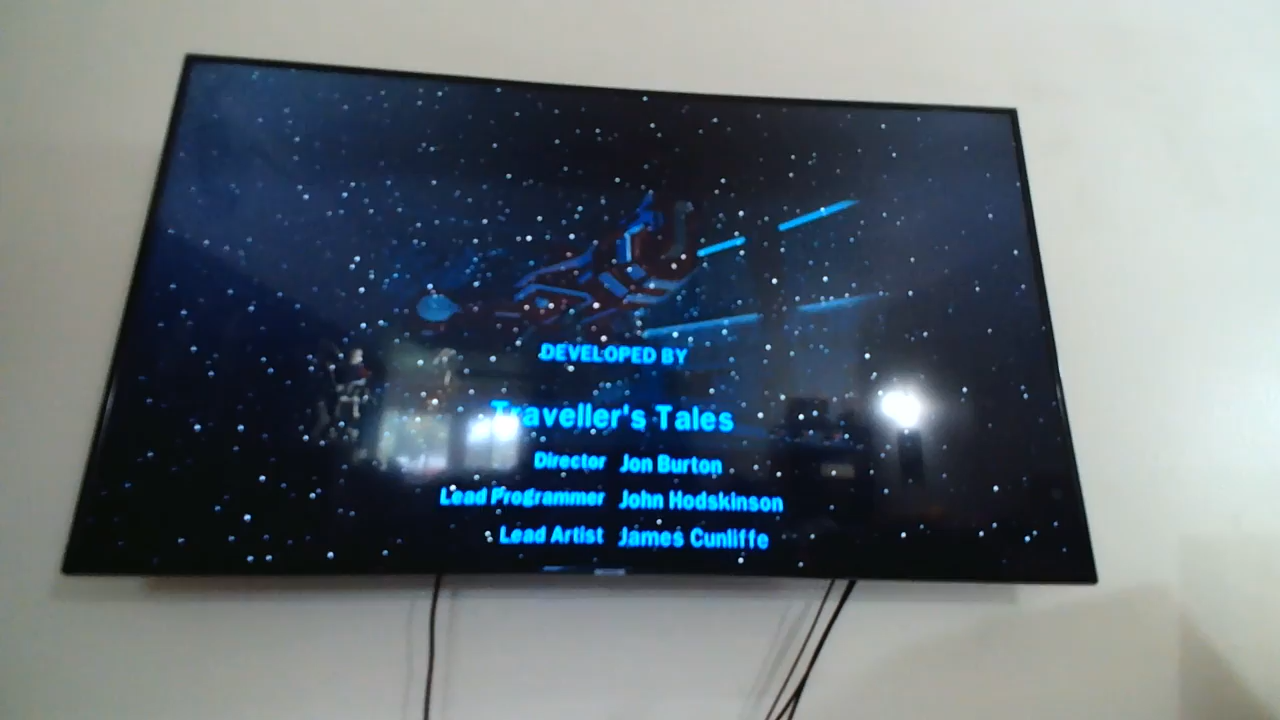 DEVELOPED BY
Traveller's Tales
Director Jon Burton
Lead Programmer John Hodskinson
Lead Artist James Cunliffe